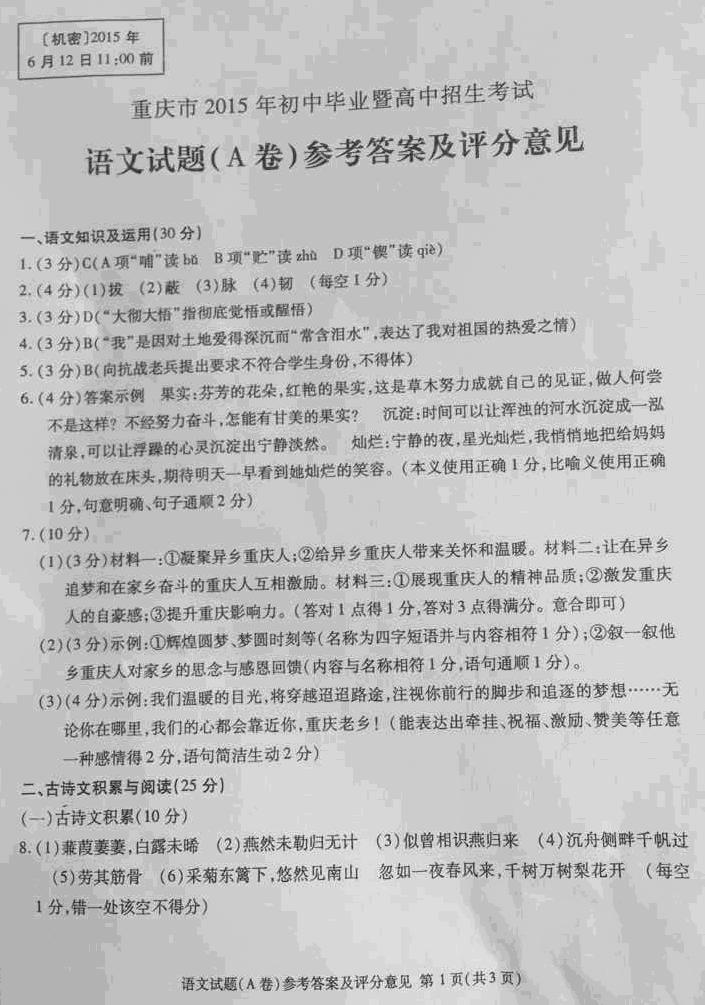 〔机密〕2015年
6月12日11:00前
重庆市2015年初中毕业暨高中招生考试
语文试题(A卷)参考答案及评分意见
一、语文知识及运用(30分)
1.(3分)C(A项“哺”读bǔ B项“贮”读zhù D项“锲”读qiè)
2.(4分)(1)拔 (2)蔽 (3)脉 (4)韧 (每空1分)
3.(3分)D(“大彻大悟”指彻底觉悟或醒悟)
4.(3分)B(“我”是因对土地爱得深沉而“常含泪水”,表达了我对祖国的热爱之情)
5.(3分)B(向抗战老兵提出要求不符合学生身份,不得体)
6.(4分)答案示例 果实:芬芳的花朵,红艳的果实,这是草木努力成就自己的见证,做人何尝
不是这样?不经努力奋斗,怎能有甘美的果实? 沉淀:时间可以让浑浊的河水沉淀成一泓
清泉,可以让浮躁的心灵沉淀出宁静淡然。 灿烂:宁静的夜,星光灿烂,我悄悄地把给妈妈
的礼物放在床头,期待明天一早看到她灿烂的笑容。(本义使用正确1分,比喻义使用正确
1分,句意明确、句子通顺2分)
7.(10分)
(1)(3分)材料一:①凝聚异乡重庆人;②给异乡重庆人带来关怀和温暖。材料二:让在异乡
追梦和在家乡奋斗的重庆人互相激励。材料三:①展现重庆人的精神品质;②激发重庆
人的自豪感;③提升重庆影响力。(答对1点得1分,答对3点得满分。意合即可)
(2)(3分)示例:①辉煌圆梦、梦圆时刻等(名称为四字短语并与内容相符1分);②叙一叙他
乡重庆人对家乡的思念与感恩回馈(内容与名称相符1分,语句通顺1分)。
(3)(4分)示例:我们温暖的目光,将穿越迢迢路途,注视你前行的脚步和追逐的梦想……无
论你在哪里,我们的心都会靠近你,重庆老乡!(能表达出牵挂、祝福、激励、赞美等任意
一种感情得2分,语句简洁生动2分)
二、古诗文积累与阅读(25分)
(一)古诗文积累(10分)
8.(1)蒹葭萋萋,白露未晞 (2)燕然未勒归无计 (3)似曾相识燕归来 (4)沉舟侧畔千帆过
(5)劳其筋骨 (6)采菊东篱下,悠然见南山 忽如一夜春风来,千树万树梨花开 (每空
1分,错一处该空不得分)
语文试题(A卷)参考答案及评分意见 第1页(共3页)